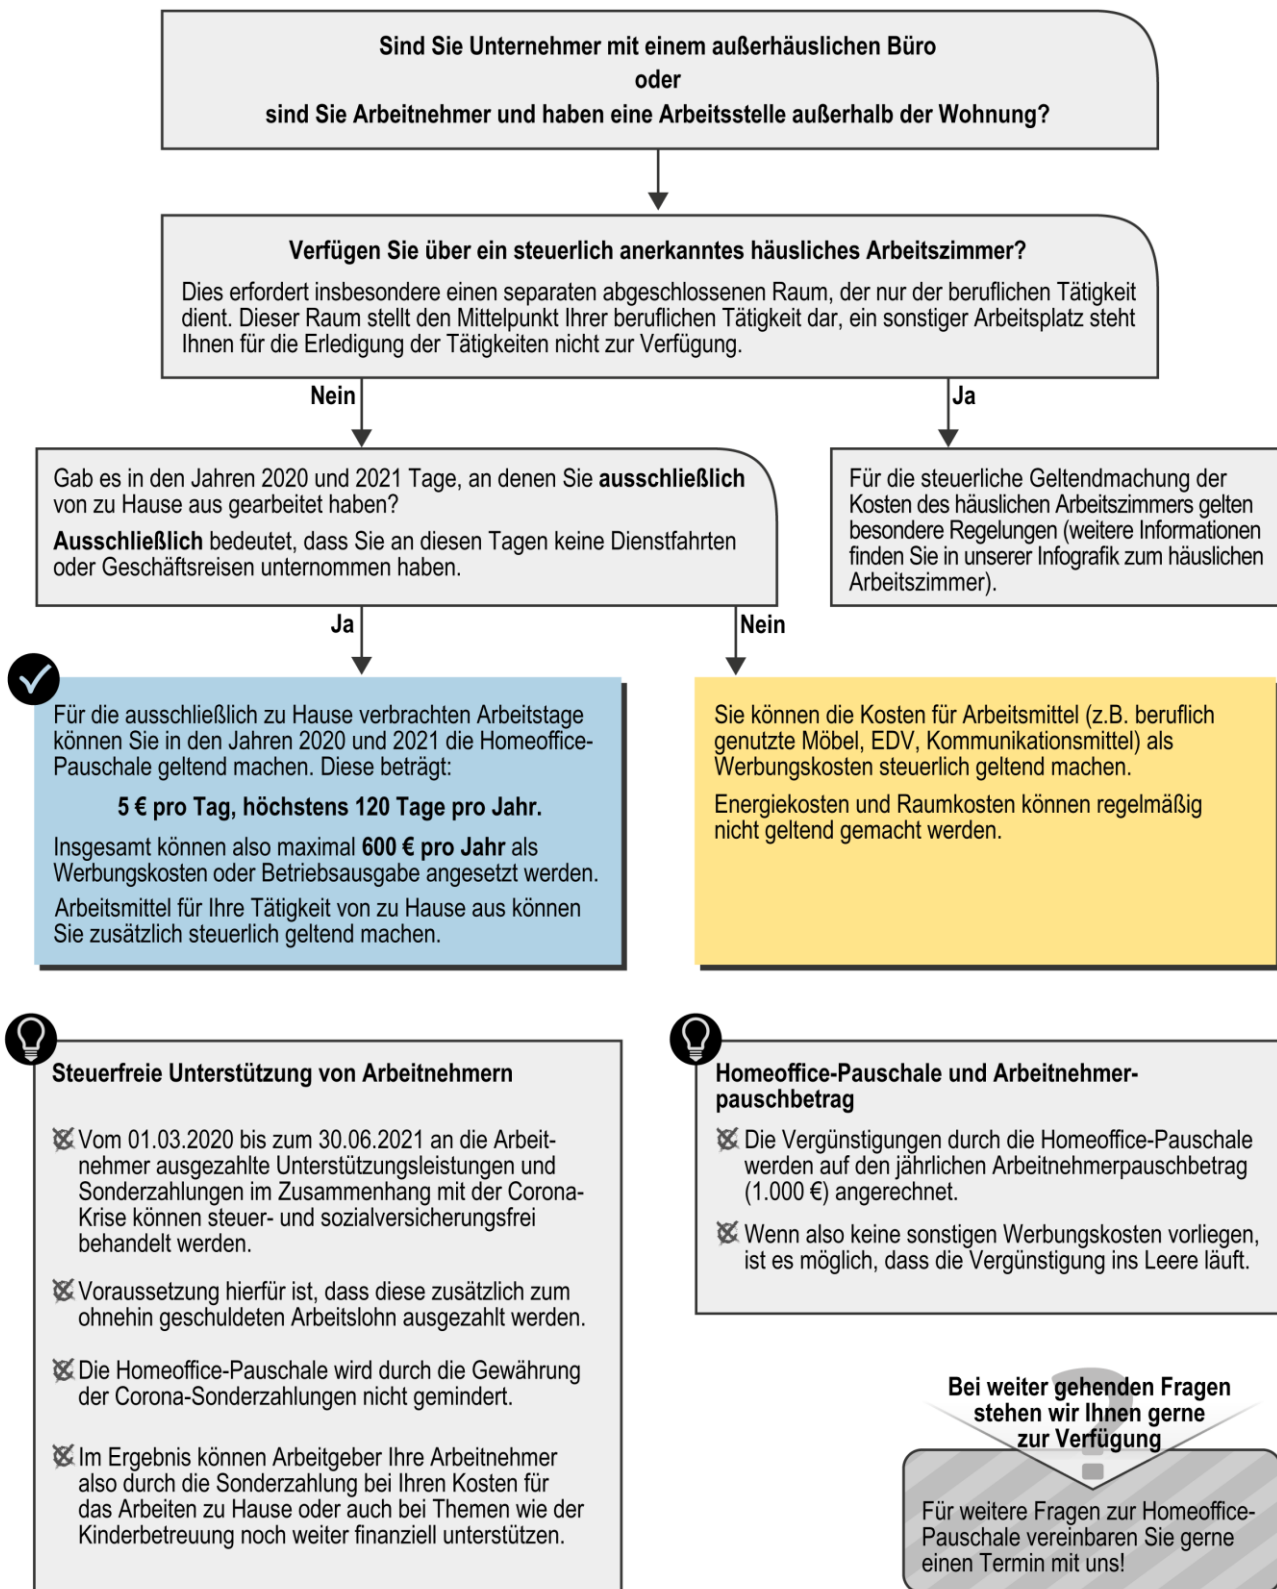 Sind Sie Unternehmer mit einem außerhäuslichen Büro
oder
sind Sie Arbeitnehmer und haben eine Arbeitsstelle außerhalb der Wohnung?
Verfügen Sie über ein steuerlich anerkanntes häusliches Arbeitszimmer?
Dies erfordert insbesondere einen separaten abgeschlossenen Raum, der nur der beruflichen Tätigkeit
dient. Dieser Raum stellt den Mittelpunkt Ihrer beruflichen Tätigkeit dar, ein sonstiger Arbeitsplatz steht
Ihnen für die Erledigung der Tätigkeiten nicht zur Verfügung.
Nein
Ja
Gab es in den Jahren 2020 und 2021 Tage, an denen Sie ausschließlich
von zu Hause aus gearbeitet haben?
Ausschließlich bedeutet, dass Sie an diesen Tagen keine Dienstfahrten
oder Geschäftsreisen unternommen haben.
Für die steuerliche Geltendmachung der
Kosten des häuslichen Arbeitszimmers gelten
besondere Regelungen (weitere Informationen
finden Sie in unserer Infografik zum häuslichen
Arbeitszimmer).
Ja
Nein
Für die ausschließlich zu Hause verbrachten Arbeitstage
können Sie in den Jahren 2020 und 2021 die Homeoffice-
Pauschale geltend machen. Diese beträgt:
5 € pro Tag, höchstens 120 Tage pro Jahr.
Insgesamt können also maximal 600 € pro Jahr als
Werbungskosten oder Betriebsausgabe angesetzt werden.
Arbeitsmittel für Ihre Tätigkeit von zu Hause aus können
Sie zusätzlich steuerlich geltend machen.
Sie können die Kosten für Arbeitsmittel (z.B. beruflich
genutzte Möbel, EDV, Kommunikationsmittel) als
Werbungskosten steuerlich geltend machen.
Energiekosten und Raumkosten können regelmäßig
nicht geltend gemacht werden.
Steuerfreie Unterstützung von Arbeitnehmern
Vom 01.03.2020 bis zum 30.06.2021 an die Arbeit-
nehmer ausgezahlte Unterstützungsleistungen und
Sonderzahlungen im Zusammenhang mit der Corona-
Krise können steuer- und sozialversicherungsfrei
behandelt werden.
Voraussetzung hierfür ist, dass diese zusätzlich zum
ohnehin geschuldeten Arbeitslohn ausgezahlt werden.
Die Homeoffice-Pauschale wird durch die Gewährung
der Corona-Sonderzahlungen nicht gemindert.
Im Ergebnis können Arbeitgeber Ihre Arbeitnehmer
also durch die Sonderzahlung bei Ihren Kosten für
das Arbeiten zu Hause oder auch bei Themen wie der
Kinderbetreuung noch weiter finanziell unterstützen.
Homeoffice-Pauschale und Arbeitnehmer-
pauschbetrag
Die Vergünstigungen durch die Homeoffice-Pauschale
werden auf den jährlichen Arbeitnehmerpauschbetrag
(1.000 €) angerechnet.
Wenn also keine sonstigen Werbungskosten vorliegen,
ist es möglich, dass die Vergünstigung ins Leere läuft.
Bei weiter gehenden Fragen
stehen wir Ihnen gerne
zur Verfügung
Für weitere Fragen zur Homeoffice-
Pauschale vereinbaren Sie gerne
einen Termin mit uns!